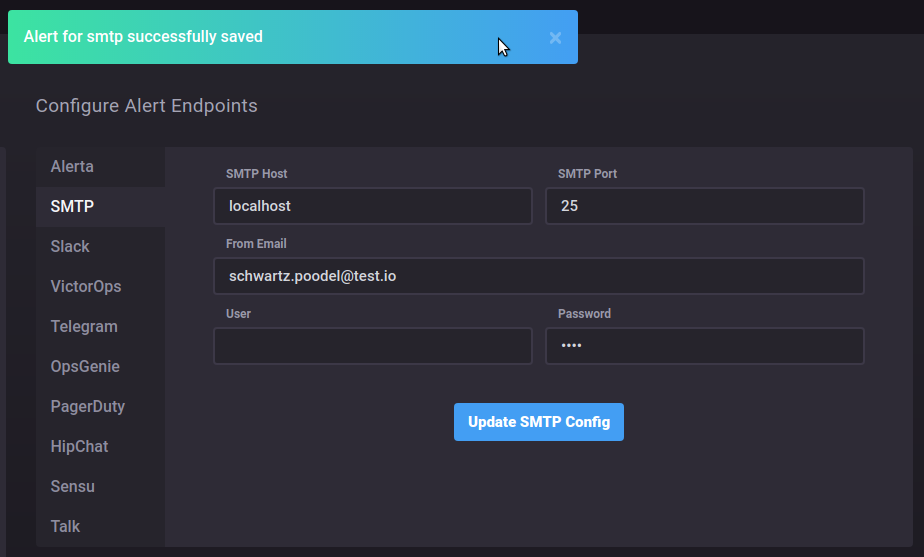 Alert for smtp successfully saved ×
Configure Alert Endpoints
Alerta
SMTP
Slack
VictorOps
Telegram
OpsGenie
PagerDuty
HipChat
Sensu
Talk
SMTP Host SMTP Port
localhost 25
From Email
schwartz.poodel@test.io
User Password
••••
Update SMTP Config